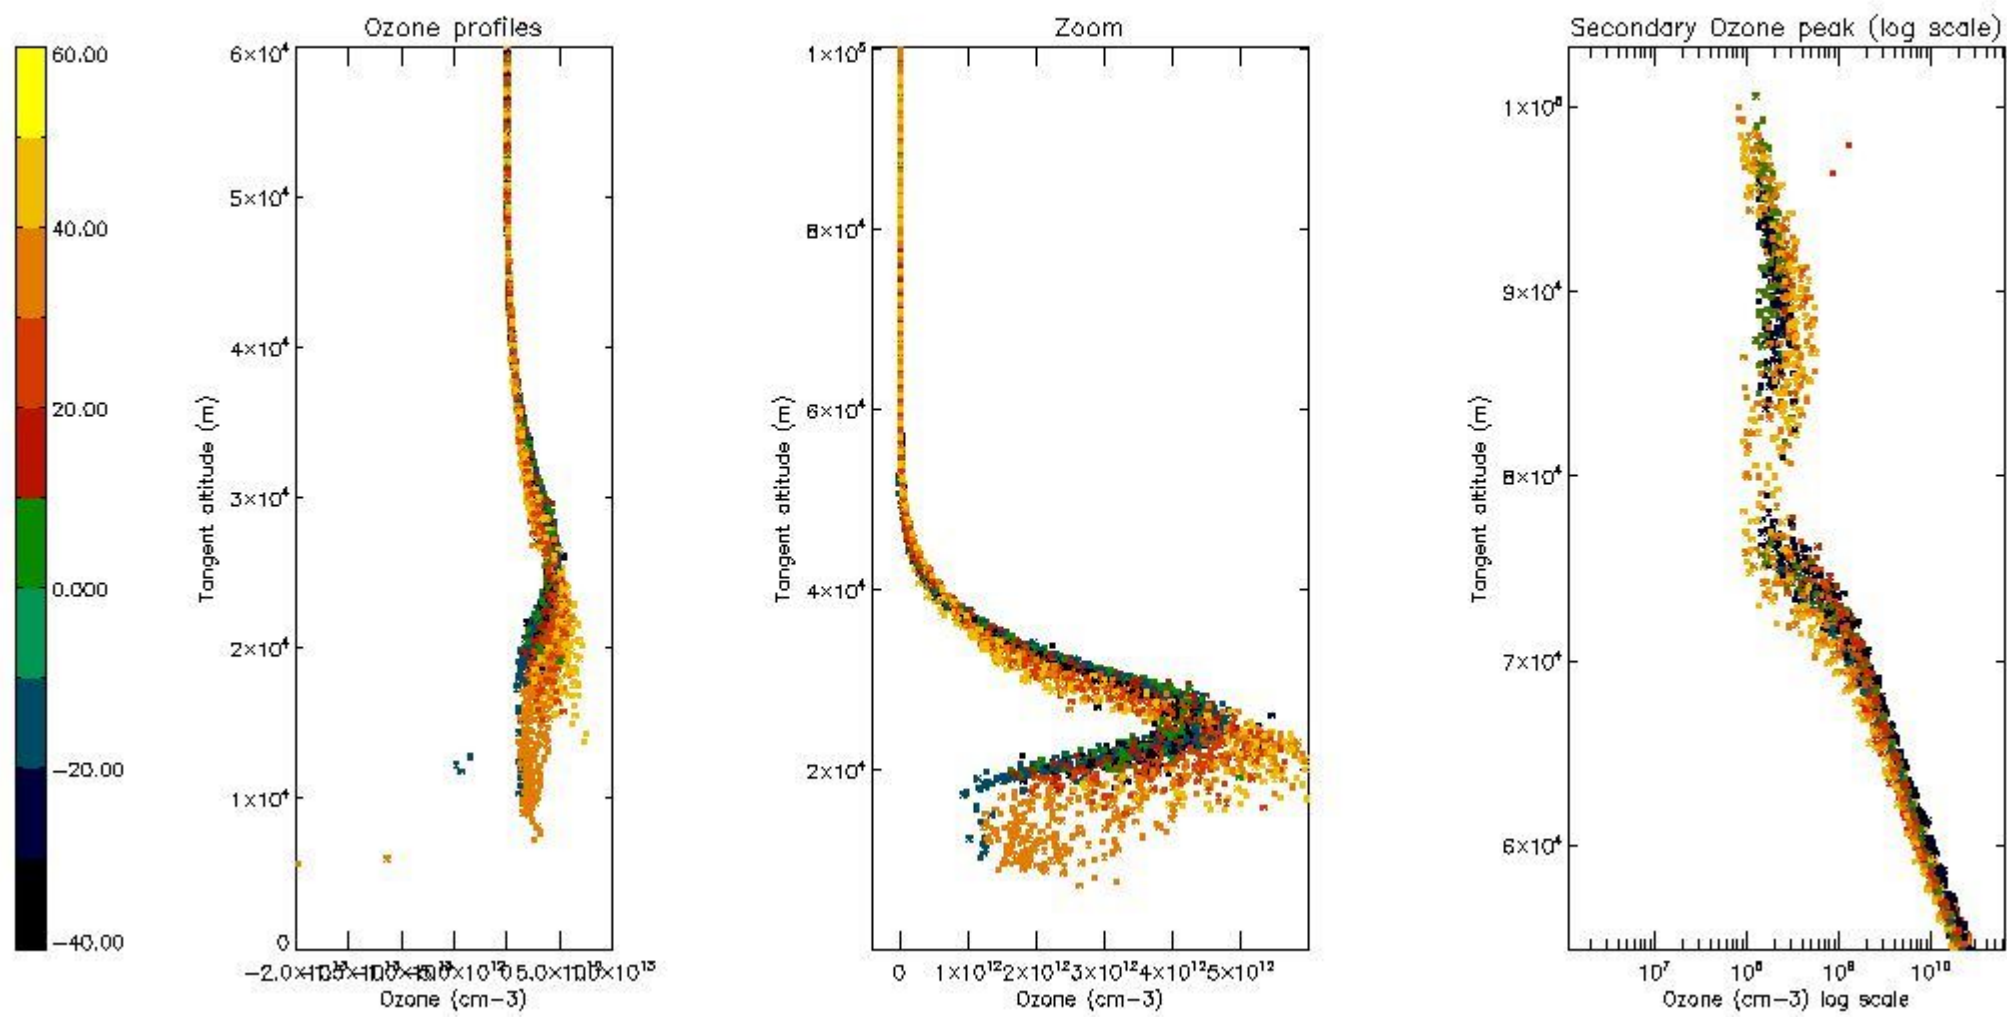 Ozone profiles
Zoom
Secondary Ozone peak (log scale)
60.00
40.00
20.00
0.000
-20.00
-40.00
6×10⁴
5×10⁴
4×10⁴
3×10⁴
2×10⁴
1×10⁴
0
Tangent altitude (m)
Ozone (cm-3)
1×10⁵
8×10⁴
6×10⁴
4×10⁴
2×10⁴
Tangent altitude (m)
0 1×10¹² 2×10¹² 3×10¹² 4×10¹² 5×10¹²
Ozone (cm-3)
9×10⁴
8×10⁴
7×10⁴
6×10⁴
Tangent altitude (m)
10⁷ 10⁸ 10⁹ 10¹⁰
Ozone (cm-3) log scale